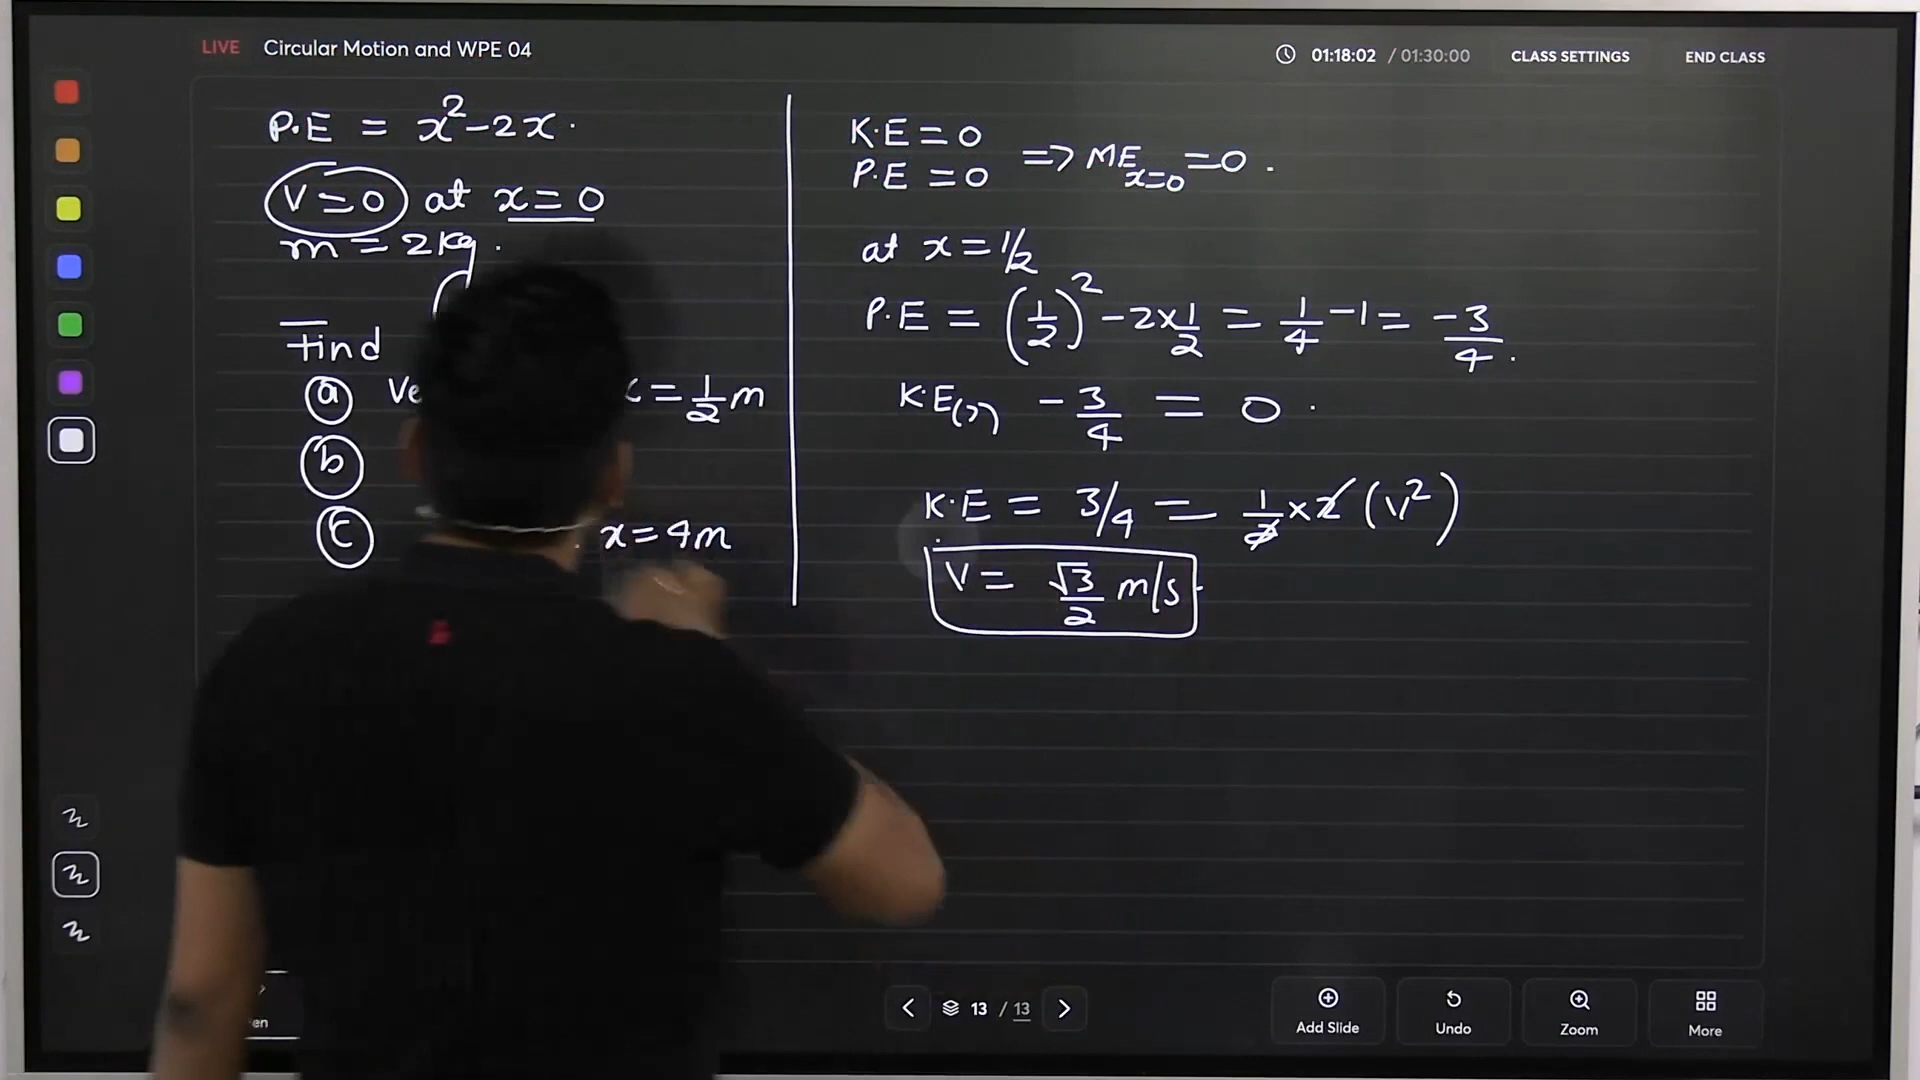 LIVE Circular Motion and WPE 04
01:18:02 / 01:30:00 CLASS SETTINGS END CLASS
P.E = x² - 2x .
V = 0 at x = 0
m = 2kg .
Find
a x = 1/2 m
b
c x = 4m
K.E = 0
P.E = 0 => ME x=0 = 0 .
at x = 1/2
P.E = (1/2)² - 2 x 1/2 = 1/4 - 1 = -3/4 .
K.E(?) - 3/4 = 0 .
K.E = 3/4 = 1/2 x 2 (V²)
V = √3/2 m/s
13 / 13
Add Slide Undo Zoom More